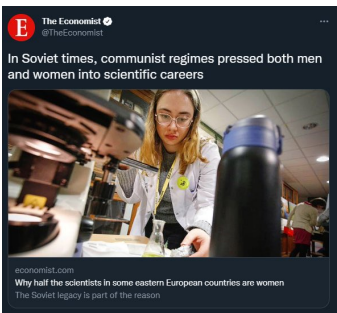 The Economist
@TheEconomist
In Soviet times, communist regimes pressed both men
and women into scientific careers
economist.com
Why half the scientists in some eastern European countries are women
The Soviet legacy is part of the reason